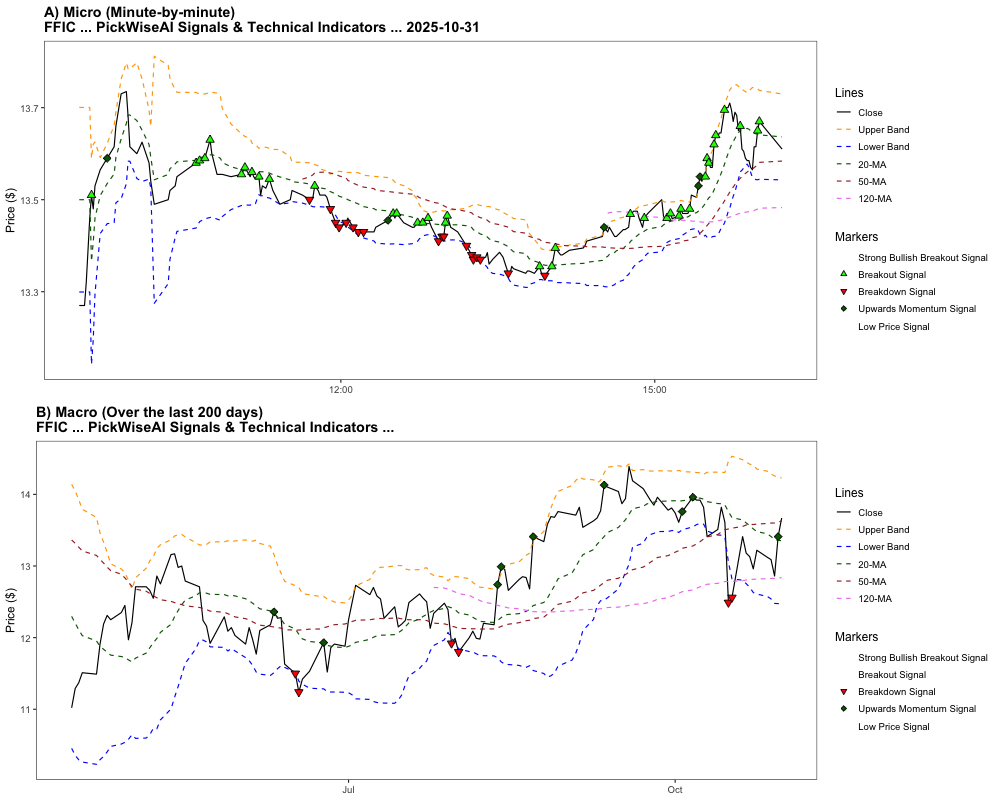 A) Micro (Minute-by-minute)
FFIC ... PickWiseAI Signals & Technical Indicators ... 2025-10-31
Price ($)
13.7
13.5
13.3
12:00
15:00
Lines
Close
Upper Band
Lower Band
20-MA
50-MA
120-MA
Markers
Strong Bullish Breakout Signal
Breakout Signal
Breakdown Signal
Upwards Momentum Signal
Low Price Signal
B) Macro (Over the last 200 days)
FFIC ... PickWiseAI Signals & Technical Indicators ...
Price ($)
14
13
12
11
Jul
Oct
Lines
Close
Upper Band
Lower Band
20-MA
50-MA
120-MA
Markers
Strong Bullish Breakout Signal
Breakout Signal
Breakdown Signal
Upwards Momentum Signal
Low Price Signal